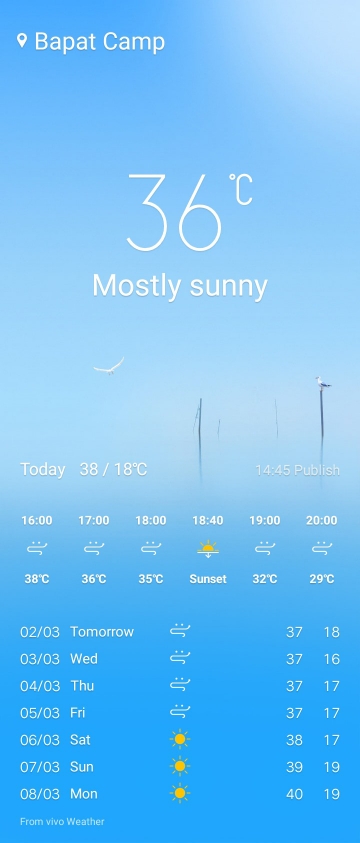 Bapat Camp
36℃
Mostly sunny
Today 38 / 18℃ 14:45 Publish
16:00 17:00 18:00 18:40 19:00 20:00
38℃ 36℃ 35℃ Sunset 32℃ 29℃
02/03 Tomorrow 37 18
03/03 Wed 37 16
04/03 Thu 37 17
05/03 Fri 37 17
06/03 Sat 38 17
07/03 Sun 39 19
08/03 Mon 40 19
From vivo Weather